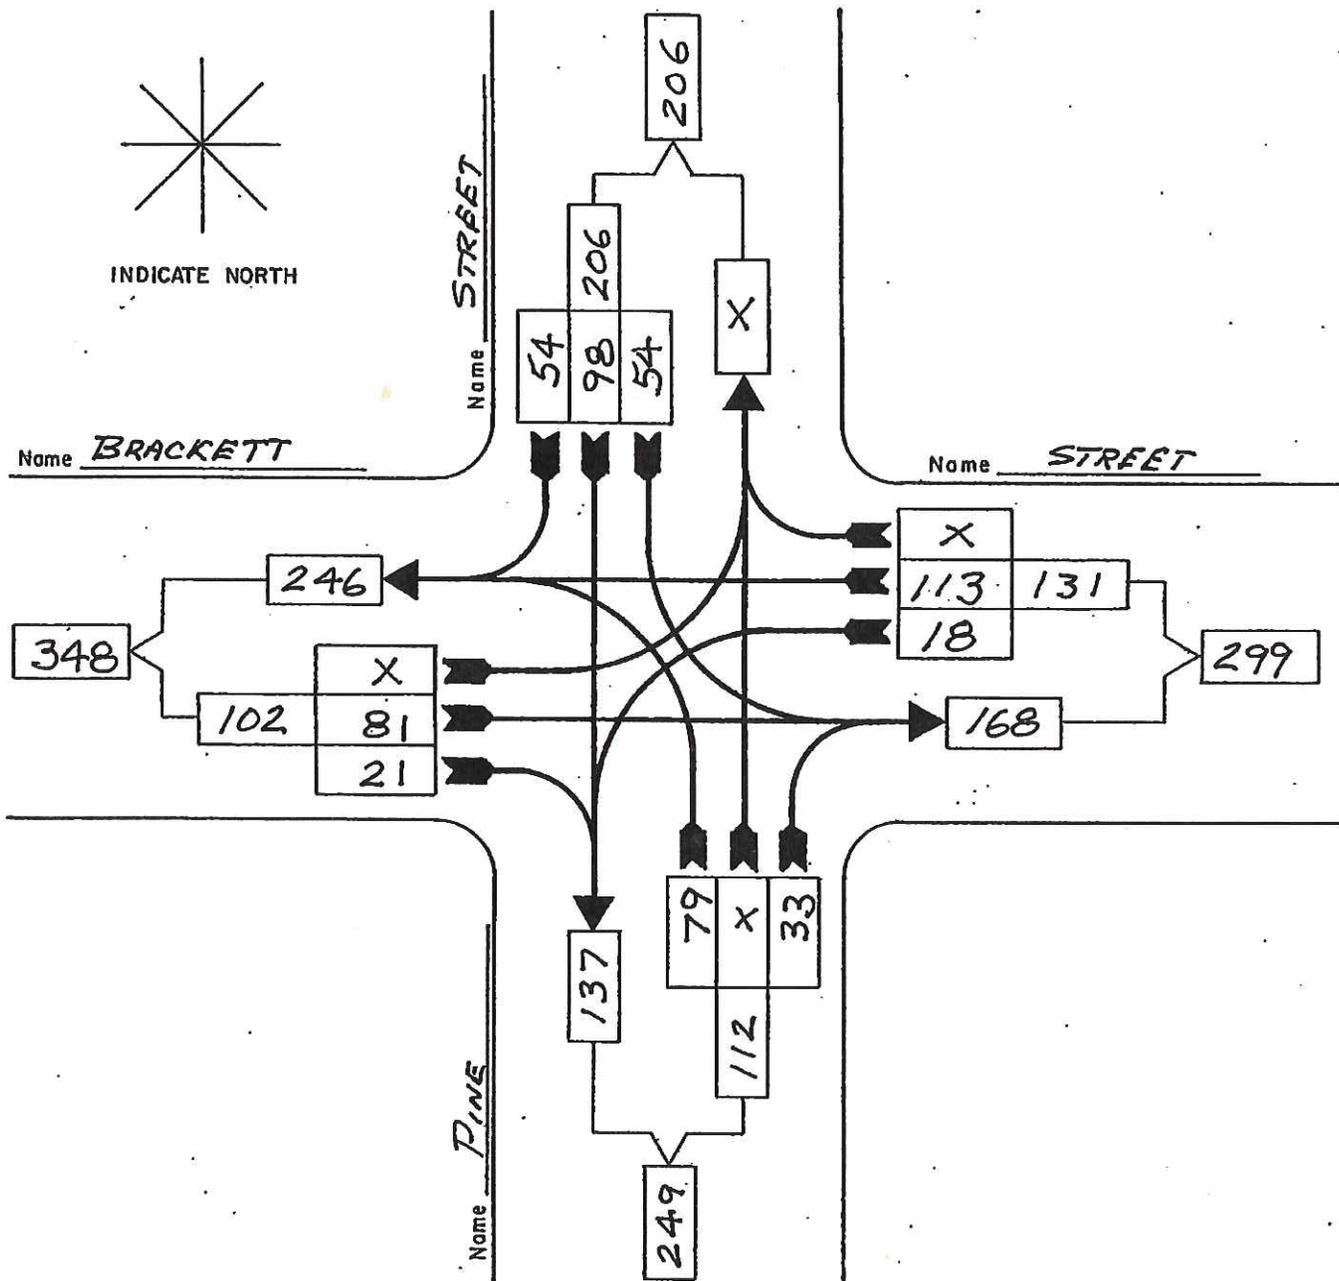 206
206
54 98 54
X
INDICATE NORTH
Name STREET
Name BRACKETT
Name STREET
X
113 131
18
299
246
348
X
102 81
21
168
79 X 33
137
112
Name PINE
249